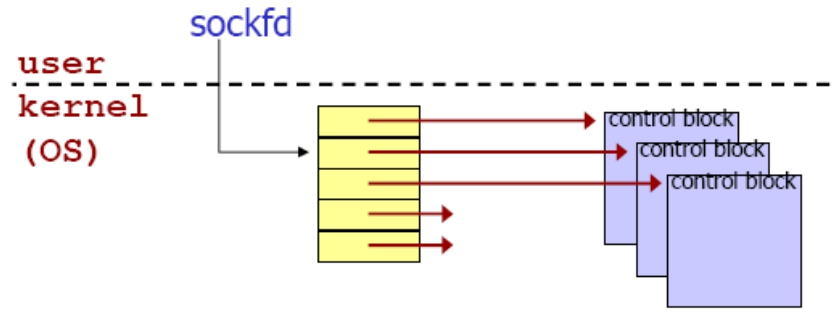 sockfd
user
kernel
(OS)
control block
control block
control block